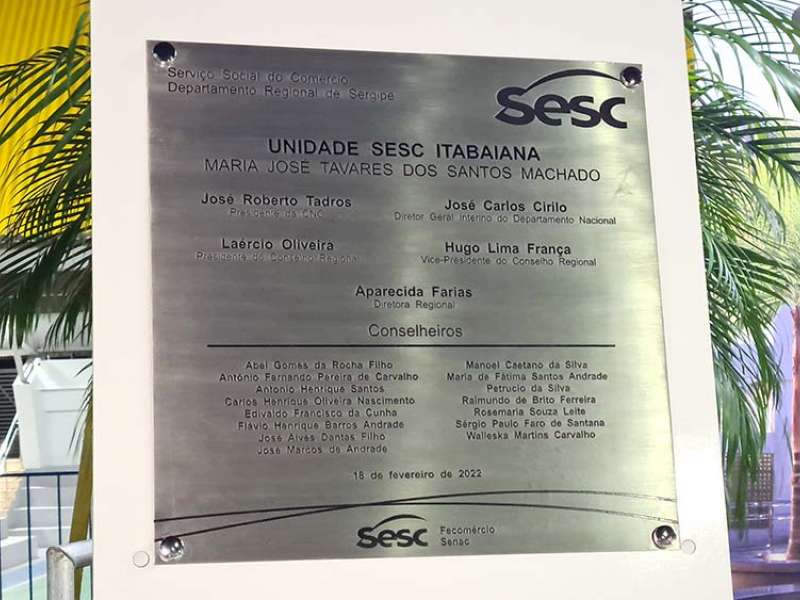 Serviço Social do Comércio
Departamento Regional de Sergipe
Sesc
UNIDADE SESC ITABAIANA
MARIA JOSÉ TAVARES DOS SANTOS MACHADO
José Roberto Tadros
Presidente da CNC
José Carlos Cirilo
Diretor Geral Interino do Departamento Nacional
Laércio Oliveira
Presidente do Conselho Regional
Hugo Lima França
Vice-Presidente do Conselho Regional
Aparecida Farias
Diretora Regional
Conselheiros
Abel Gomes da Rocha Filho
Antônio Fernando Pereira de Carvalho
Antonio Henrique Santos
Carlos Henrique Oliveira Nascimento
Edivaldo Francisco da Cunha
Flávio Henrique Barros Andrade
José Alves Dantas Filho
José Marcos de Andrade
Manoel Caetano da Silva
Maria de Fátima Santos Andrade
Petrucio da Silva
Raimundo de Brito Ferreira
Rosemaria Souza Leite
Sérgio Paulo Faro de Santana
Walleska Martins Carvalho
18 de fevereiro de 2022
Sesc
Fecomércio
Senac